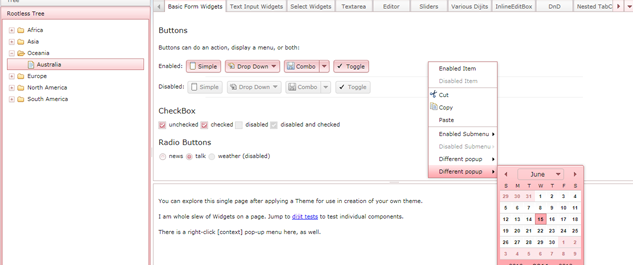 Tree
Rootless Tree
Africa
Asia
Oceania
Australia
Europe
North America
South America
Basic Form Widgets
Text Input Widgets
Select Widgets
Textarea
Editor
Sliders
Various Dijits
InlineEditBox
DnD
Nested TabC
Buttons
Buttons can do an action, display a menu, or both:
Enabled: Simple Drop Down Combo Toggle
Disabled: Simple Drop Down Combo Toggle
CheckBox
unchecked checked disabled disabled and checked
Radio Buttons
news talk weather (disabled)
You can explore this single page after applying a Theme for use in creation of your own theme.
I am whole slew of Widgets on a page. Jump to dijit tests to test individual components.
There is a right-click [context] pop-up menu here, as well.
Enabled Item
Disabled Item
Cut
Copy
Paste
Enabled Submenu
Disabled Submenu
Different popup
Different popup
June
S M T W T F S
29 30 31 1 2 3 4
5 6 7 8 9 10 11
12 13 14 15 16 17 18
19 20 21 22 23 24 25
26 27 28 29 30 1 2
3 4 5 6 7 8 9